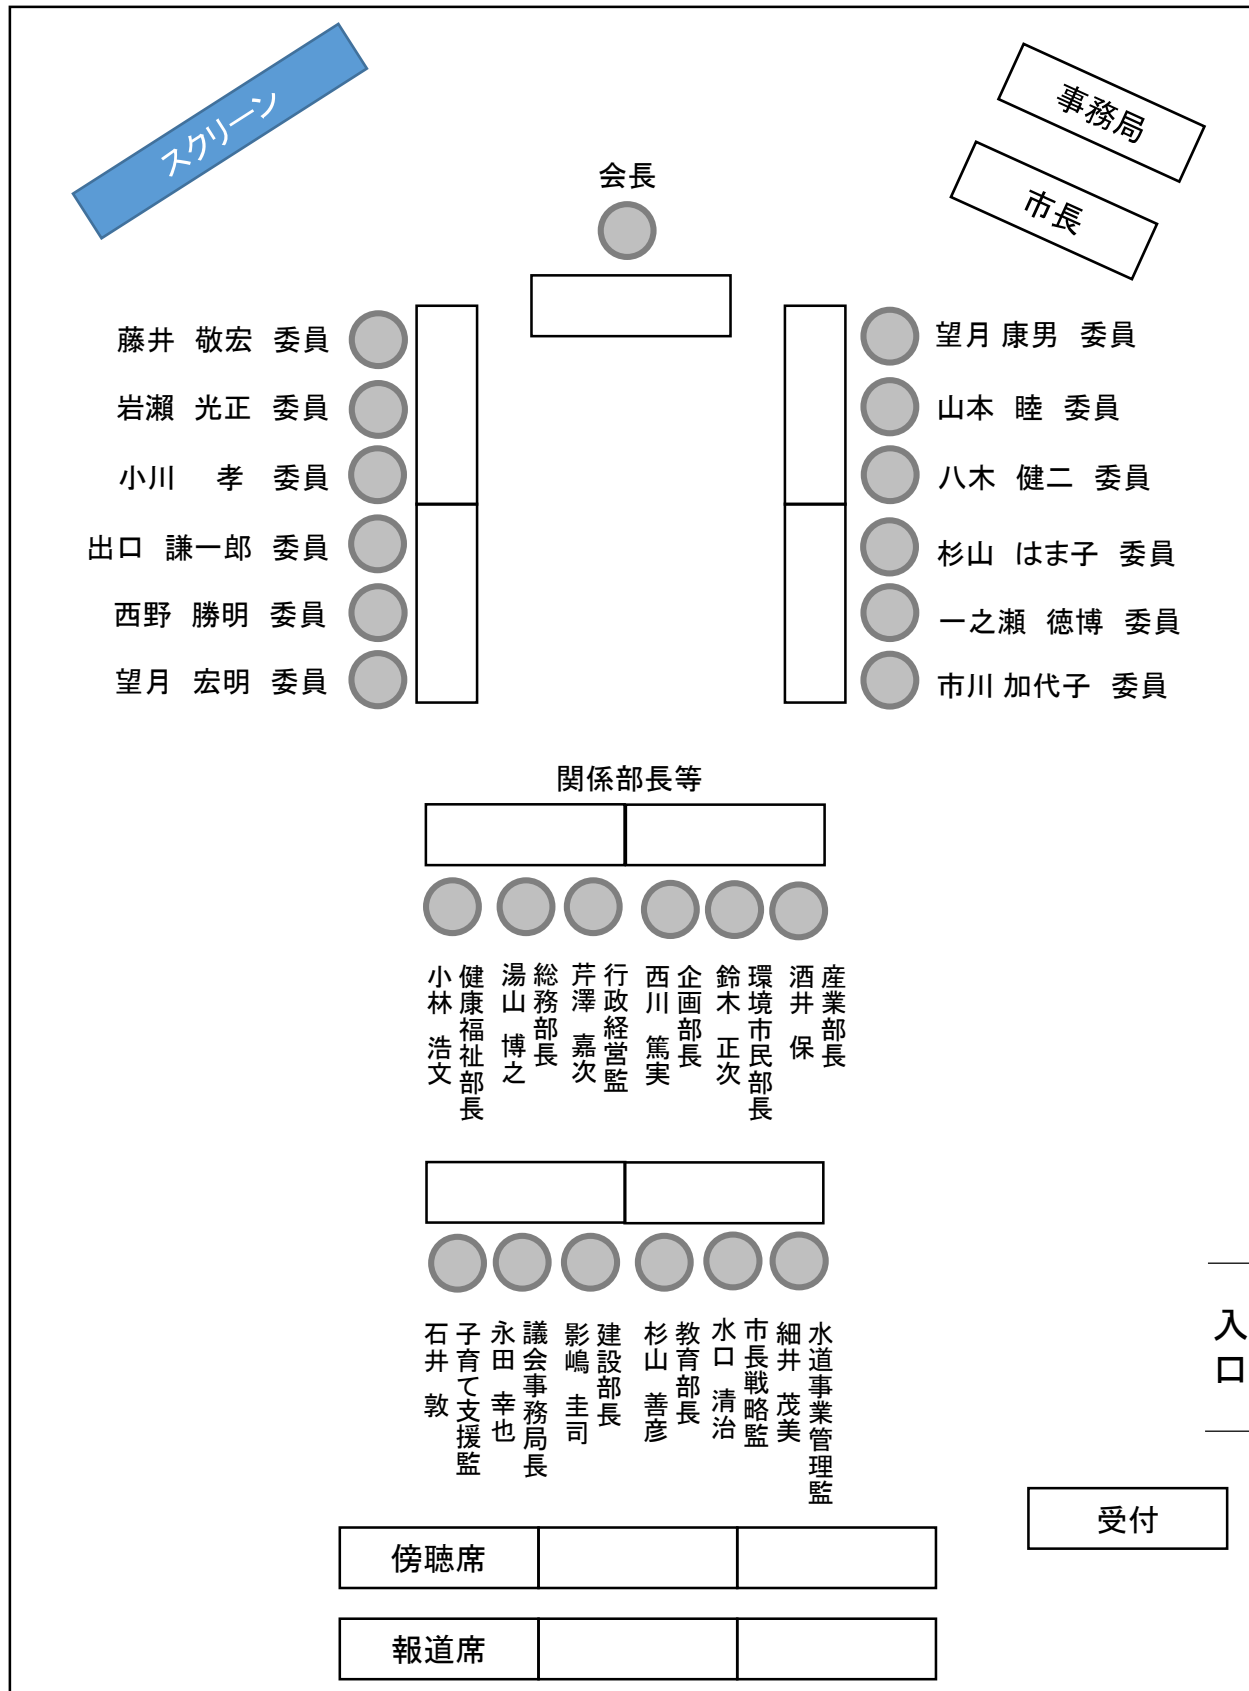 スクリーン
事務局
市長
会長
藤井 敬宏 委員
岩瀬 光正 委員
小川 孝 委員
出口 謙一郎 委員
西野 勝明 委員
望月 宏明 委員
望月 康男 委員
山本 睦 委員
八木 健二 委員
杉山 はま子 委員
一之瀬 徳博 委員
市川 加代子 委員
関係部長等
健康福祉部長
小林 浩文
総務部長
湯山 博之
行政経営監
芹澤 嘉次
企画部長
西川 篤実
環境市民部長
鈴木 正次
産業部長
酒井 保
子育て支援監
石井 敦
議会事務局長
永田 幸也
建設部長
影嶋 圭司
教育部長
杉山 善彦
市長戦略監
水口 清治
水道事業管理監
細井 茂美
入口
受付
傍聴席
報道席